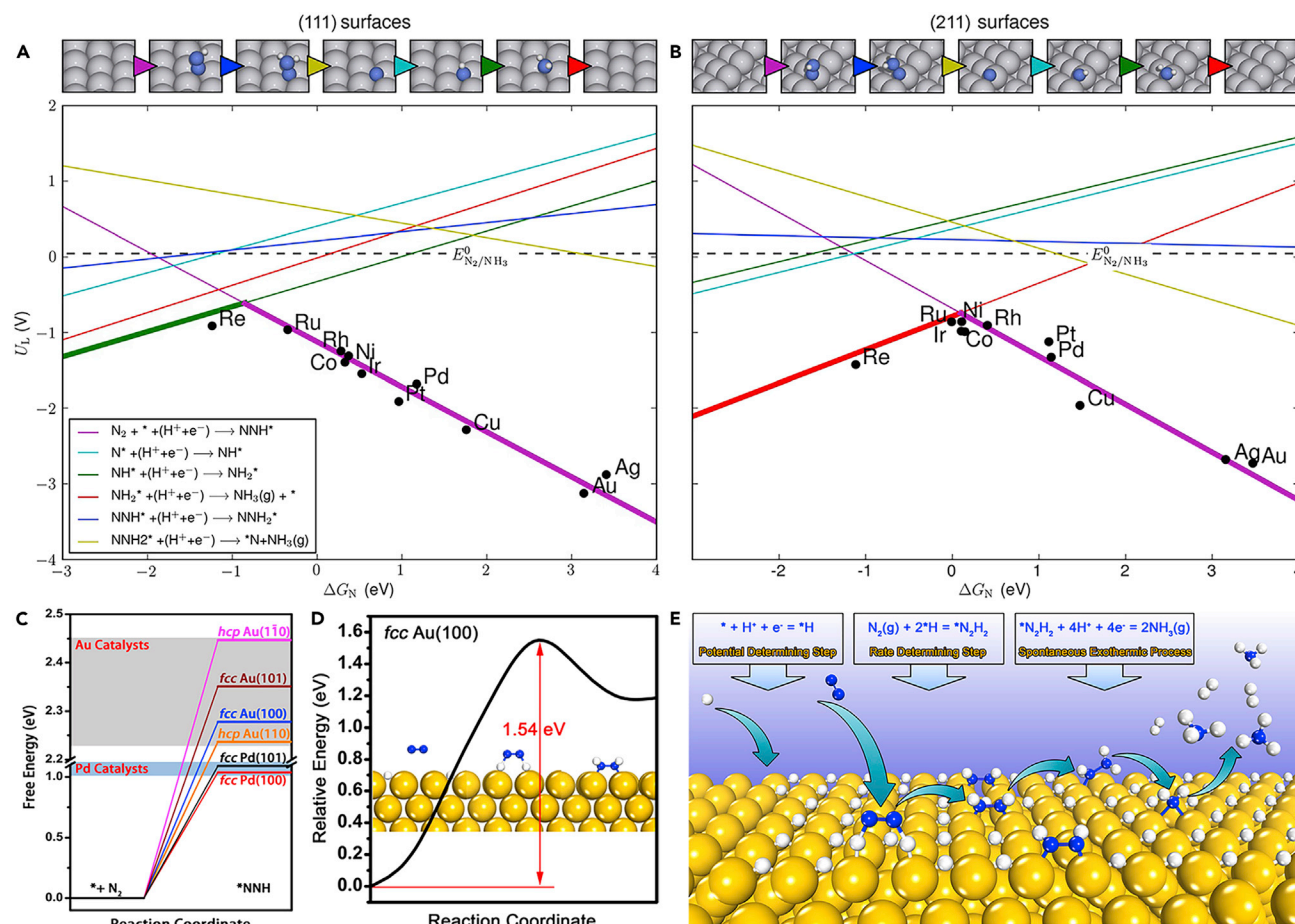 (111) surfaces
(211) surfaces
A
B
2
1
0
−1
−2
−3
−4
U_L (V)
E⁰_N₂/NH₃
Re
Ru
Rh
Ni
Co
Ir
Pd
Pt
Cu
Ag
Au
N₂ + * +(H⁺+e⁻) ⟶ NNH*
N* +(H⁺+e⁻) ⟶ NH*
NH* +(H⁺+e⁻) ⟶ NH₂*
NH₂* +(H⁺+e⁻) ⟶ NH₃(g) + *
NNH* +(H⁺+e⁻) ⟶ NNH₂*
NNH2* +(H⁺+e⁻) ⟶ *N+NH₃(g)
−3 −2 −1 0 1 2 3 4
ΔG_N (eV)
E⁰_N₂/NH₃
Ru Ni
Rh
Ir Co
Pt
Pd
Re
Cu
Ag Au
−2 −1 0 1 2 3 4
ΔG_N (eV)
C
2.5
2.4
2.3
2.2
1.0
0.5
0.0
Free Energy (eV)
Au Catalysts
Pd Catalysts
hcp Au(11̄0)
fcc Au(101)
fcc Au(100)
hcp Au(110)
fcc Pd(101)
fcc Pd(100)
*+ N₂
*NNH
Reaction Coordinate
D
fcc Au(100)
1.6
1.4
1.2
1.0
0.8
0.6
0.4
0.2
0.0
Relative Energy (eV)
1.54 eV
Reaction Coordinate
E
* + H⁺ + e⁻ = *H
Potential Determining Step
N₂(g) + 2*H = *N₂H₂
Rate Determining Step
*N₂H₂ + 4H⁺ + 4e⁻ = 2NH₃(g)
Spontaneous Exothermic Process